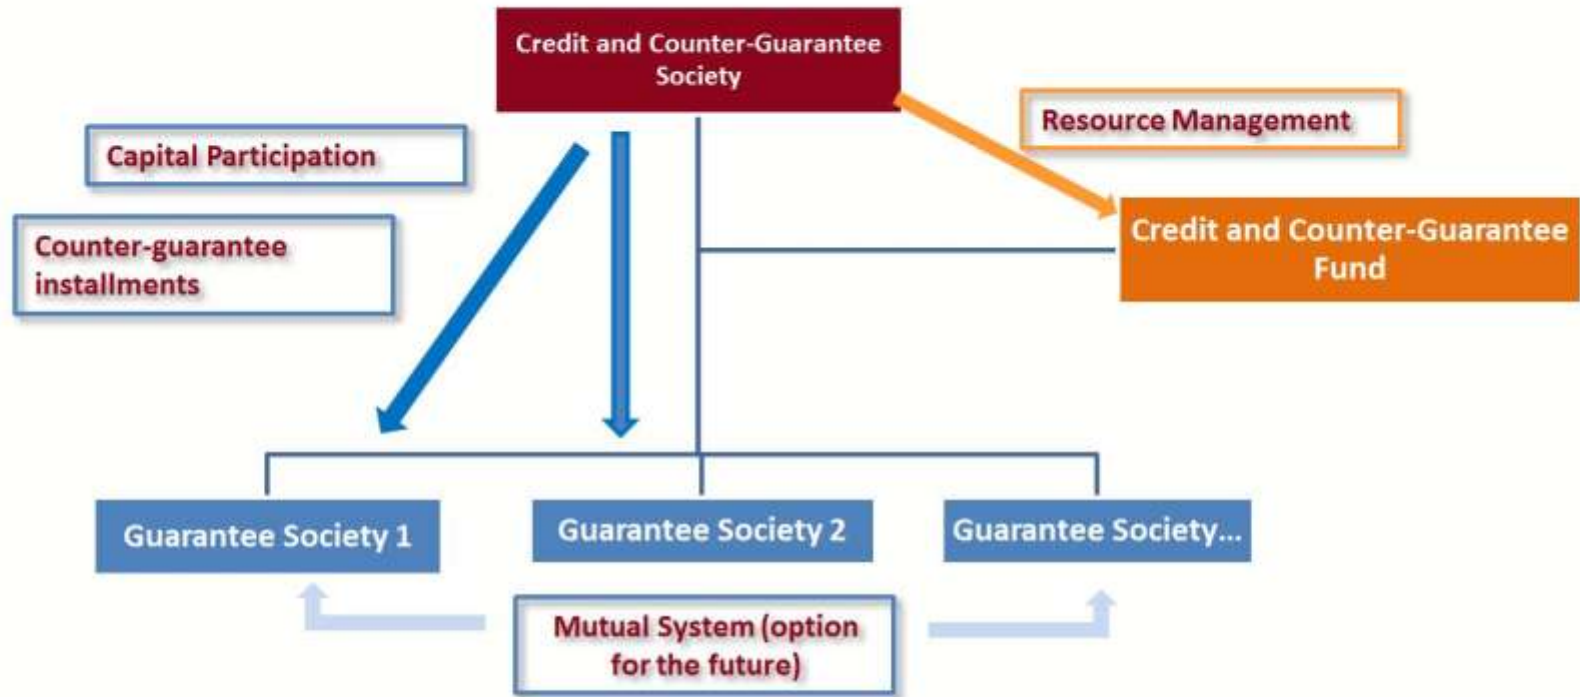 Credit and Counter-Guarantee
Society
Resource Management
Capital Participation
Credit and Counter-Guarantee
Fund
Counter-guarantee
installments
Guarantee Society 1
Guarantee Society 2
Guarantee Society...
Mutual System (option
for the future)